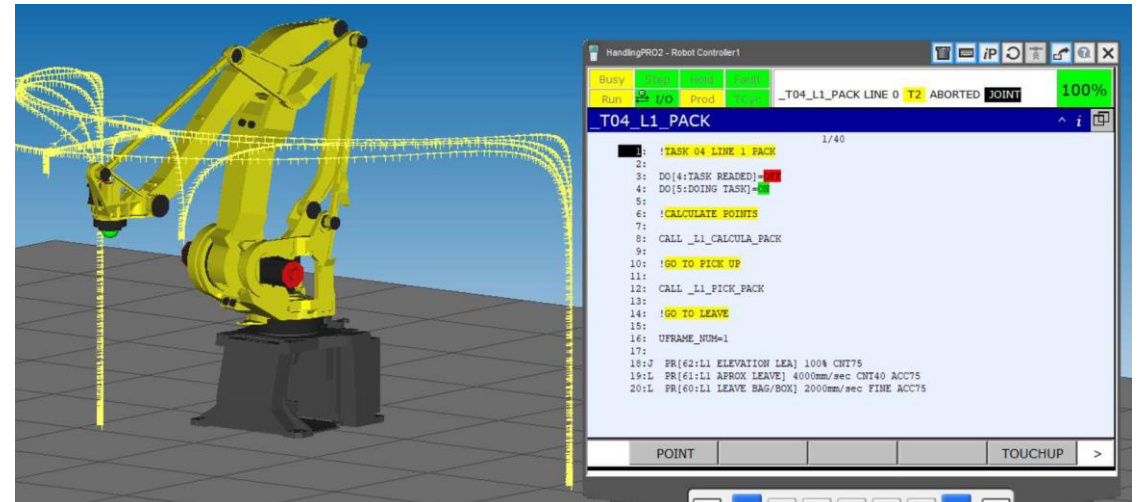 HandlingPRO2 - Robot Controller1
iP
Busy Step Hold Fault
Run I/O Prod TCyc
_T04_L1_PACK LINE 0 T2 ABORTED JOINT
100%
_T04_L1_PACK
i
1/40
1: !TASK 04 LINE 1 PACK
2:
3: DO[4:TASK READED]=OFF
4: DO[5:DOING TASK]=ON
5:
6: !CALCULATE POINTS
7:
8: CALL _L1_CALCULA_PACK
9:
10: !GO TO PICK UP
11:
12: CALL _L1_PICK_PACK
13:
14: !GO TO LEAVE
15:
16: UFRAME_NUM=1
17:
18:J PR[62:L1 ELEVATION LEA] 100% CNT75
19:L PR[61:L1 APROX LEAVE] 4000mm/sec CNT40 ACC75
20:L PR[60:L1 LEAVE BAG/BOX] 2000mm/sec FINE ACC75
POINT TOUCHUP >